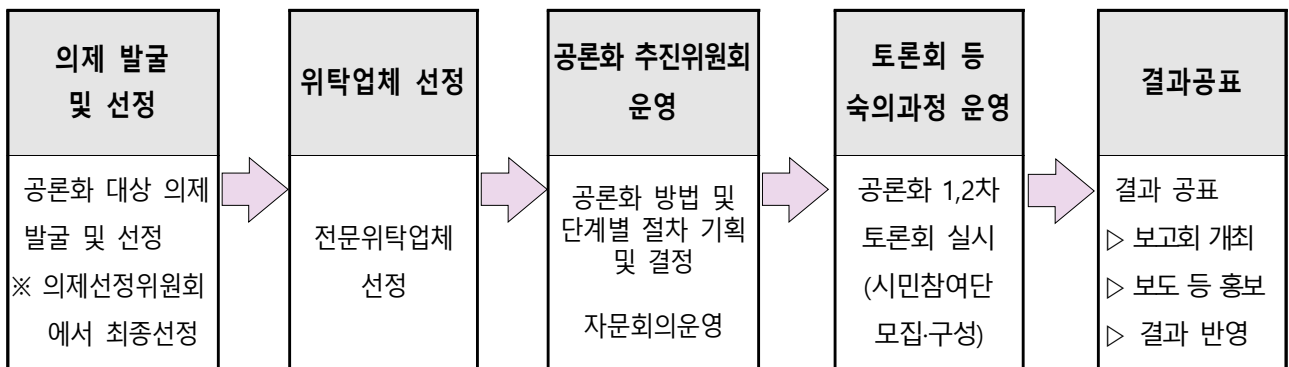 의제 발굴
및 선정
공론화 대상 의제
발굴 및 선정
※ 의제선정위원회
에서 최종선정
위탁업체 선정
전문위탁업체
선정
공론화 추진위원회
운영
공론화 방법 및
단계별 절차 기획
및 결정
자문회의운영
토론회 등
숙의과정 운영
공론화 1,2차
토론회 실시
(시민참여단
모집·구성)
결과공표
결과 공표
▷ 보고회 개최
▷ 보도 등 홍보
▷ 결과 반영